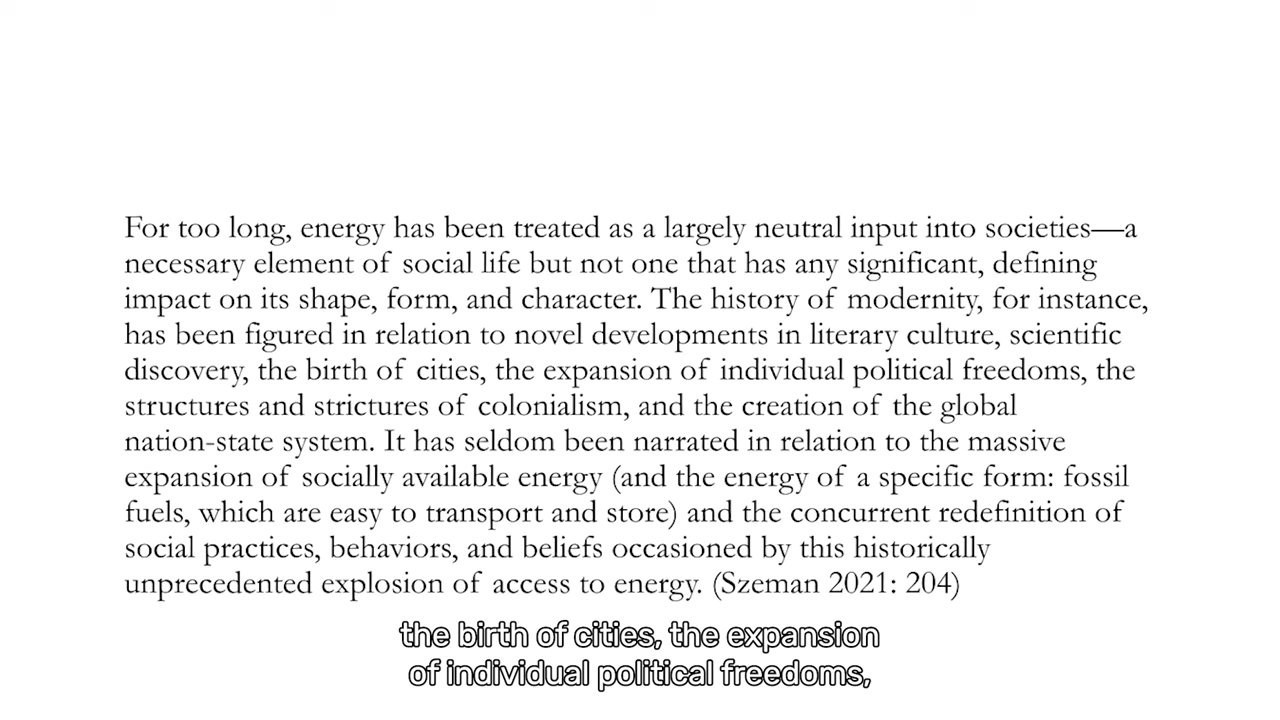 For too long, energy has been treated as a largely neutral input into societies—a
necessary element of social life but not one that has any significant, defining
impact on its shape, form, and character. The history of modernity, for instance,
has been figured in relation to novel developments in literary culture, scientific
discovery, the birth of cities, the expansion of individual political freedoms, the
structures and strictures of colonialism, and the creation of the global
nation-state system. It has seldom been narrated in relation to the massive
expansion of socially available energy (and the energy of a specific form: fossil
fuels, which are easy to transport and store) and the concurrent redefinition of
social practices, behaviors, and beliefs occasioned by this historically
unprecedented explosion of access to energy. (Szeman 2021: 204)
the birth of cities, the expansion
of individual political freedoms,